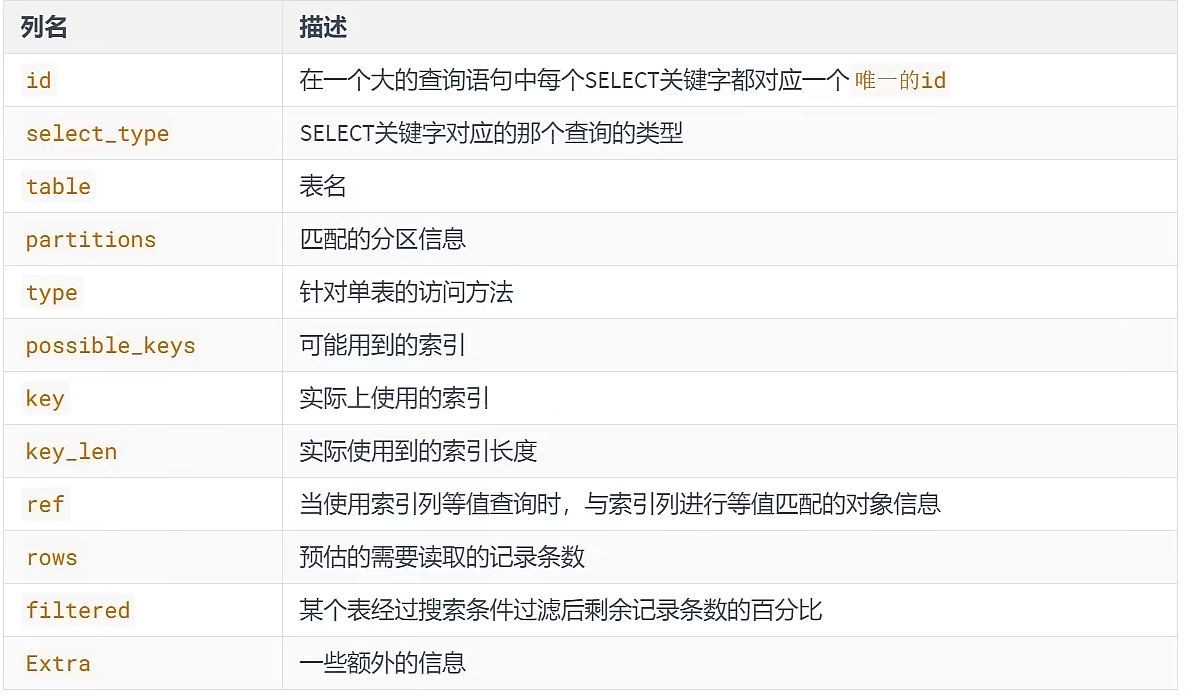 列名 描述
id 在一个大的查询语句中每个SELECT关键字都对应一个 唯一的id
select_type SELECT关键字对应的那个查询的类型
table 表名
partitions 匹配的分区信息
type 针对单表的访问方法
possible_keys 可能用到的索引
key 实际上使用的索引
key_len 实际使用到的索引长度
ref 当使用索引列等值查询时，与索引列进行等值匹配的对象信息
rows 预估的需要读取的记录条数
filtered 某个表经过搜索条件过滤后剩余记录条数的百分比
Extra 一些额外的信息